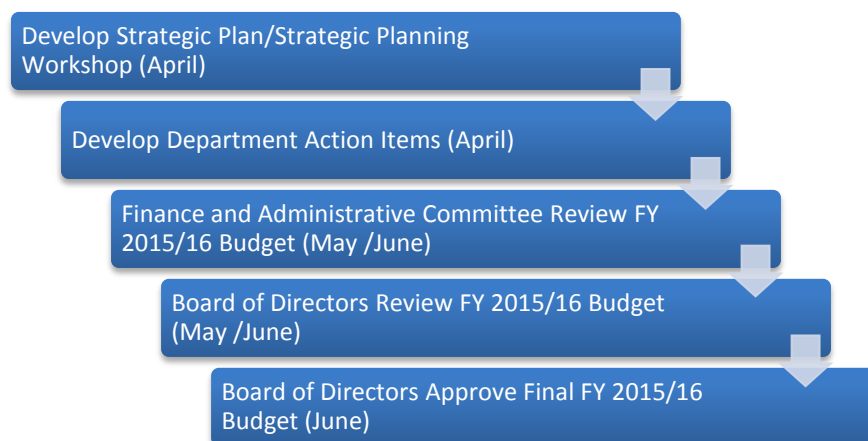 Develop Strategic Plan/Strategic Planning
Workshop (April)
Develop Department Action Items (April)
Finance and Administrative Committee Review FY
2015/16 Budget (May /June)
Board of Directors Review FY 2015/16 Budget
(May /June)
Board of Directors Approve Final FY 2015/16
Budget (June)